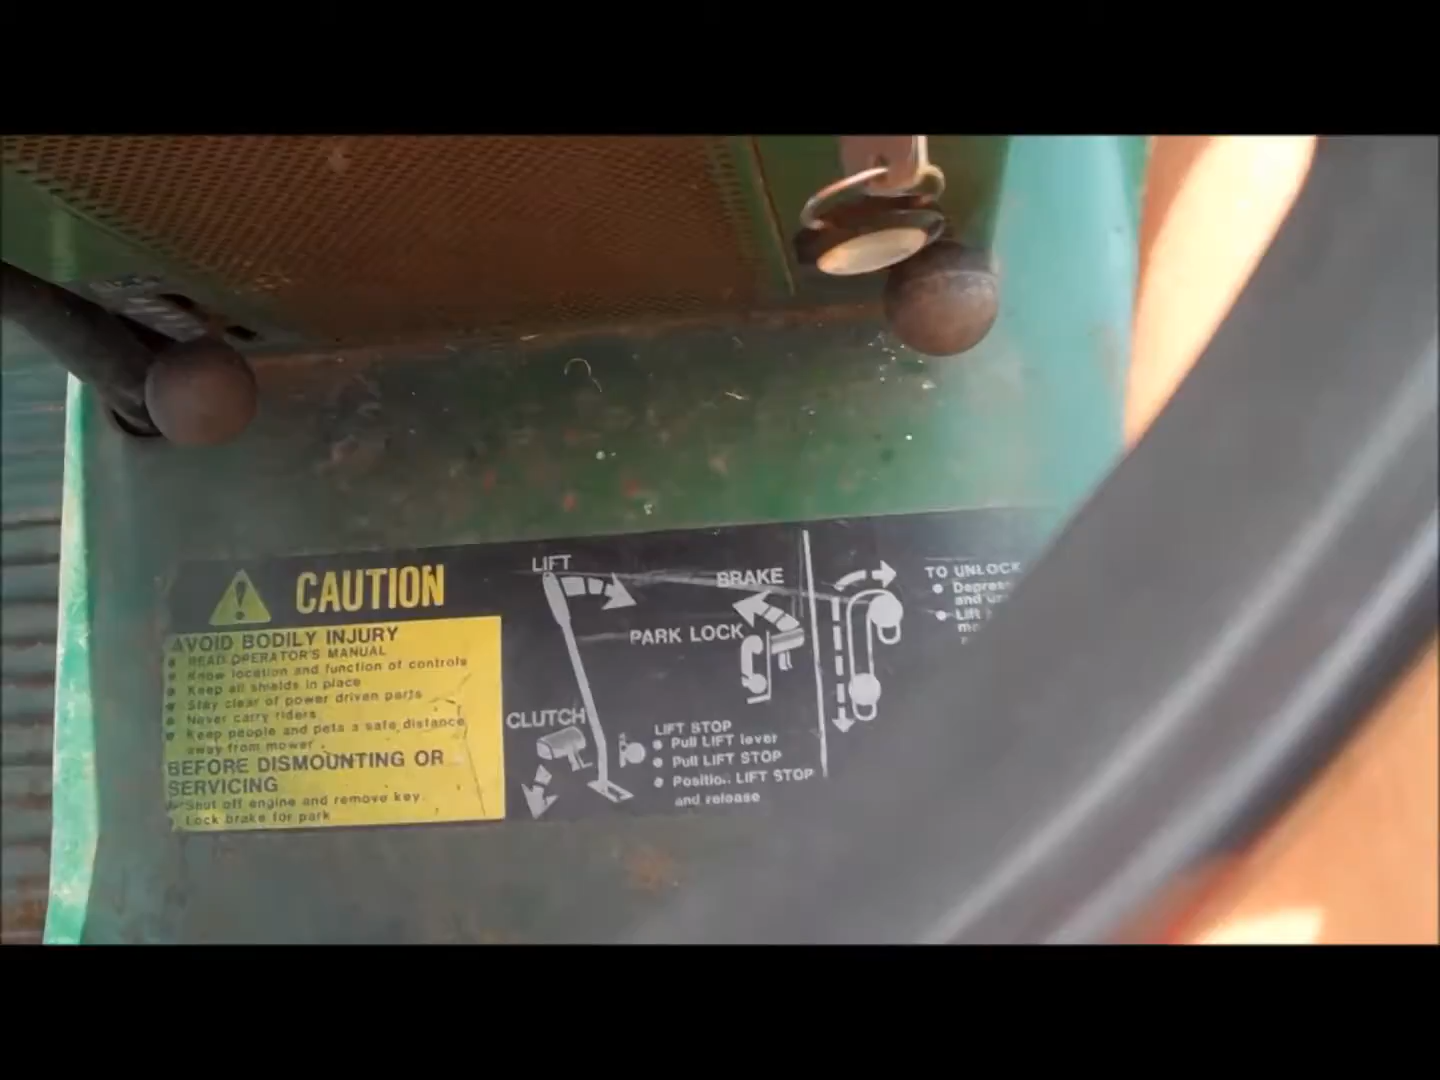 CAUTION
AVOID BODILY INJURY
READ OPERATOR'S MANUAL
Know location and function of controls
Keep all shields in place
Stay clear of power driven parts
Never carry riders
Keep people and pets a safe distance
away from mower
BEFORE DISMOUNTING OR
SERVICING
Shut off engine and remove key
Lock brake for park
LIFT
BRAKE
PARK LOCK
CLUTCH
LIFT STOP
Pull LIFT lever
Pull LIFT STOP
Position LIFT STOP
and release
TO UNLOCK
and
Lift